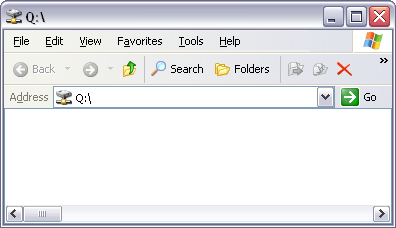 Q:\
File Edit View Favorites Tools Help
Back Search Folders »
Address Q:\ Go